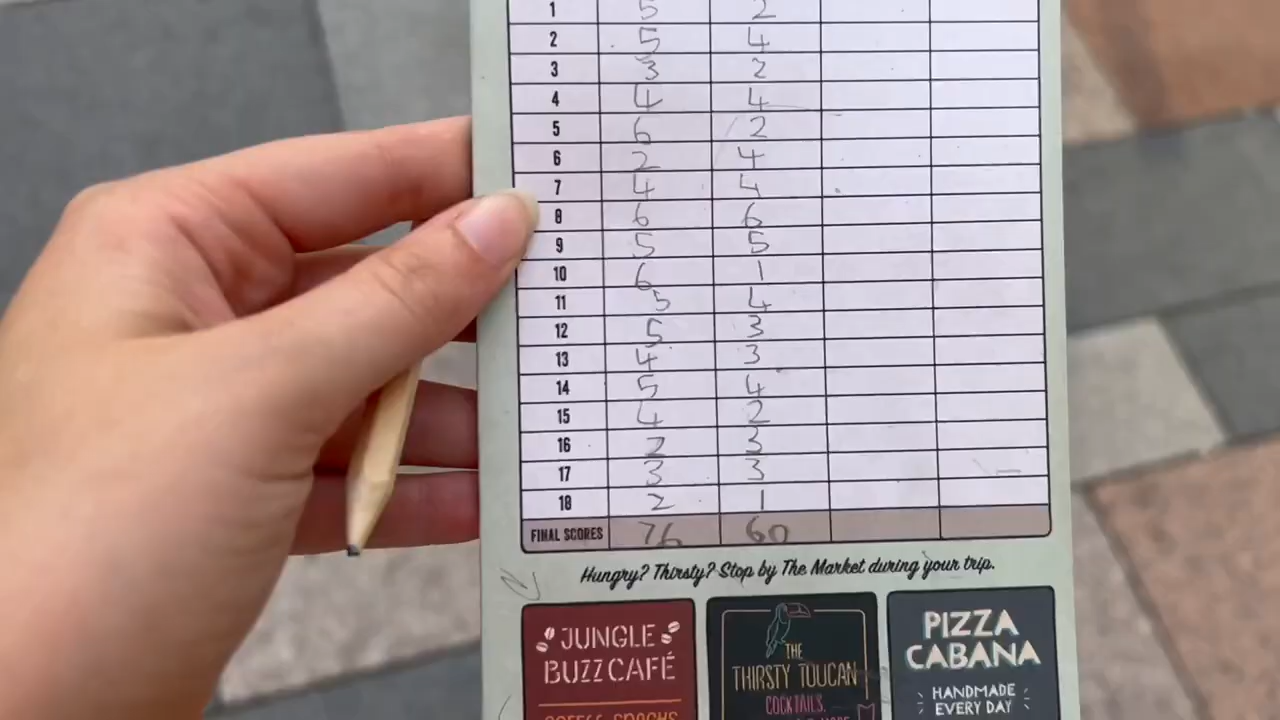 1 5 2
2 5 4
3 3 2
4 4 4
5 6 2
6 2 4
7 4 4
8 6 6
9 5 5
10 6 1
11 5 4
12 5 3
13 4 3
14 5 4
15 4 2
16 2 3
17 3 3
18 2 1
FINAL SCORES 76 60
Hungry? Thirsty? Stop by The Market during your trip.
JUNGLE
BUZZ CAFÉ
THE
THIRSTY TOUCAN
COCKTAILS,
PIZZA
CABANA
HANDMADE
EVERY DAY